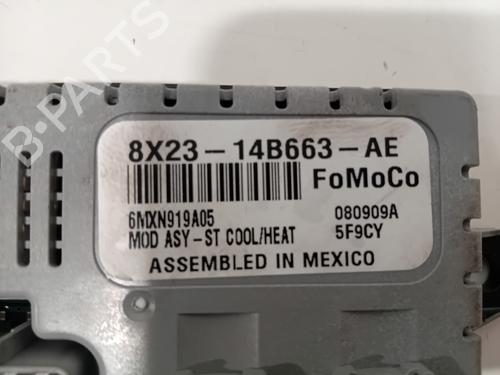 B-PARTS
8X23-14B663-AE
FoMoCo
6MXN919A05 080909A
MOD ASY-ST COOL/HEAT 5F9CY
ASSEMBLED IN MEXICO